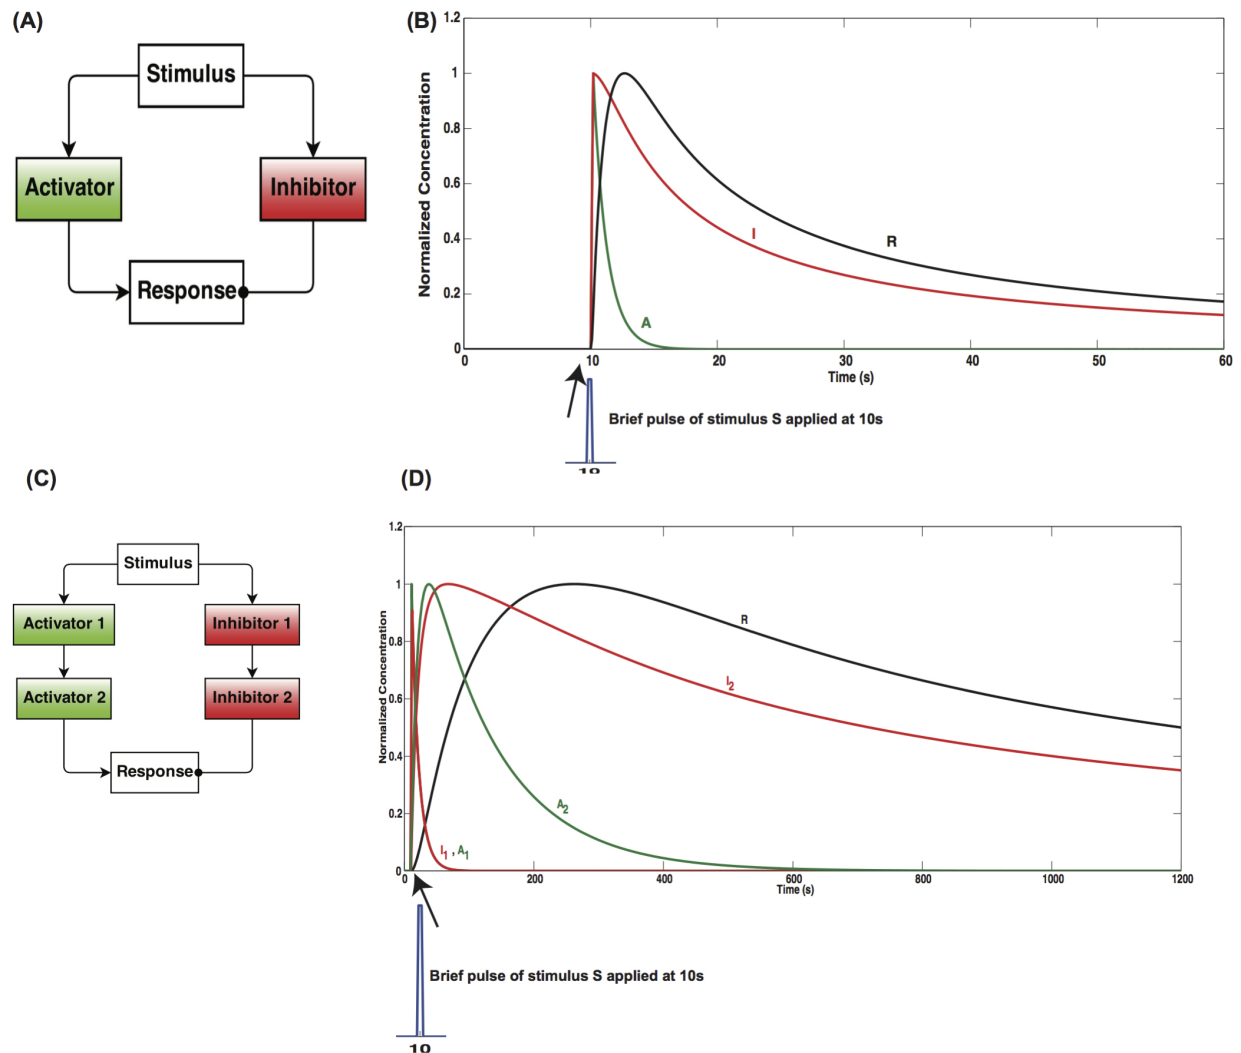 (A)
Stimulus
Activator
Inhibitor
Response
(B)
Normalized Concentration
1.2
1
0.8
0.6
0.4
0.2
0
I
R
A
0 10 20 30 40 50 60
Time (s)
Brief pulse of stimulus S applied at 10s
10
(C)
Stimulus
Activator 1
Inhibitor 1
Activator 2
Inhibitor 2
Response
(D)
Normalized Concentration
1.2
1
0.8
0.6
0.4
0.2
0
R
I2
A2
I1 , A1
0 200 400 600 800 1000 1200
Time (s)
Brief pulse of stimulus S applied at 10s
10